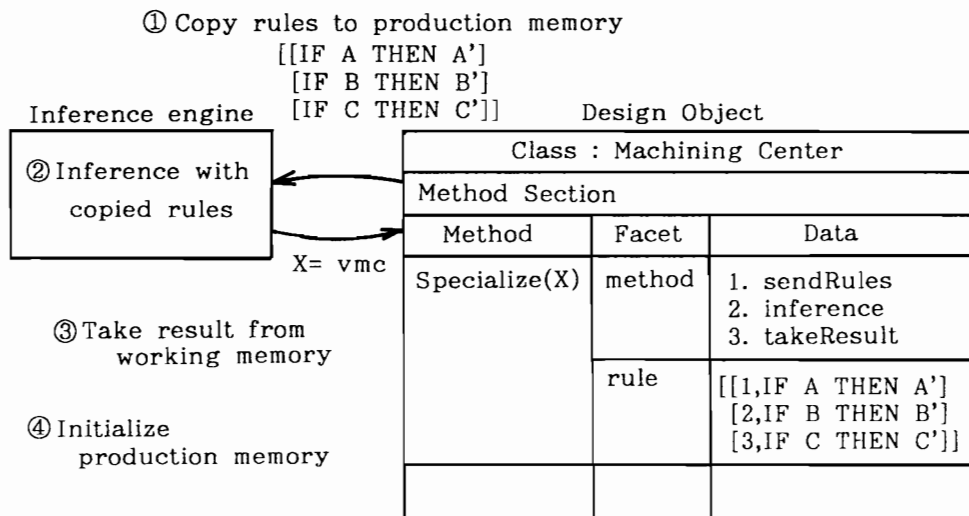 ① Copy rules to production memory
[[IF A THEN A']
[IF B THEN B']
[IF C THEN C']]
Inference engine
② Inference with
copied rules
X= vmc
③ Take result from
working memory
④ Initialize
production memory
Design Object
Class : Machining Center
Method Section
Method Facet Data
Specialize(X) method 1. sendRules
2. inference
3. takeResult
rule [[1,IF A THEN A']
[2,IF B THEN B']
[3,IF C THEN C']]